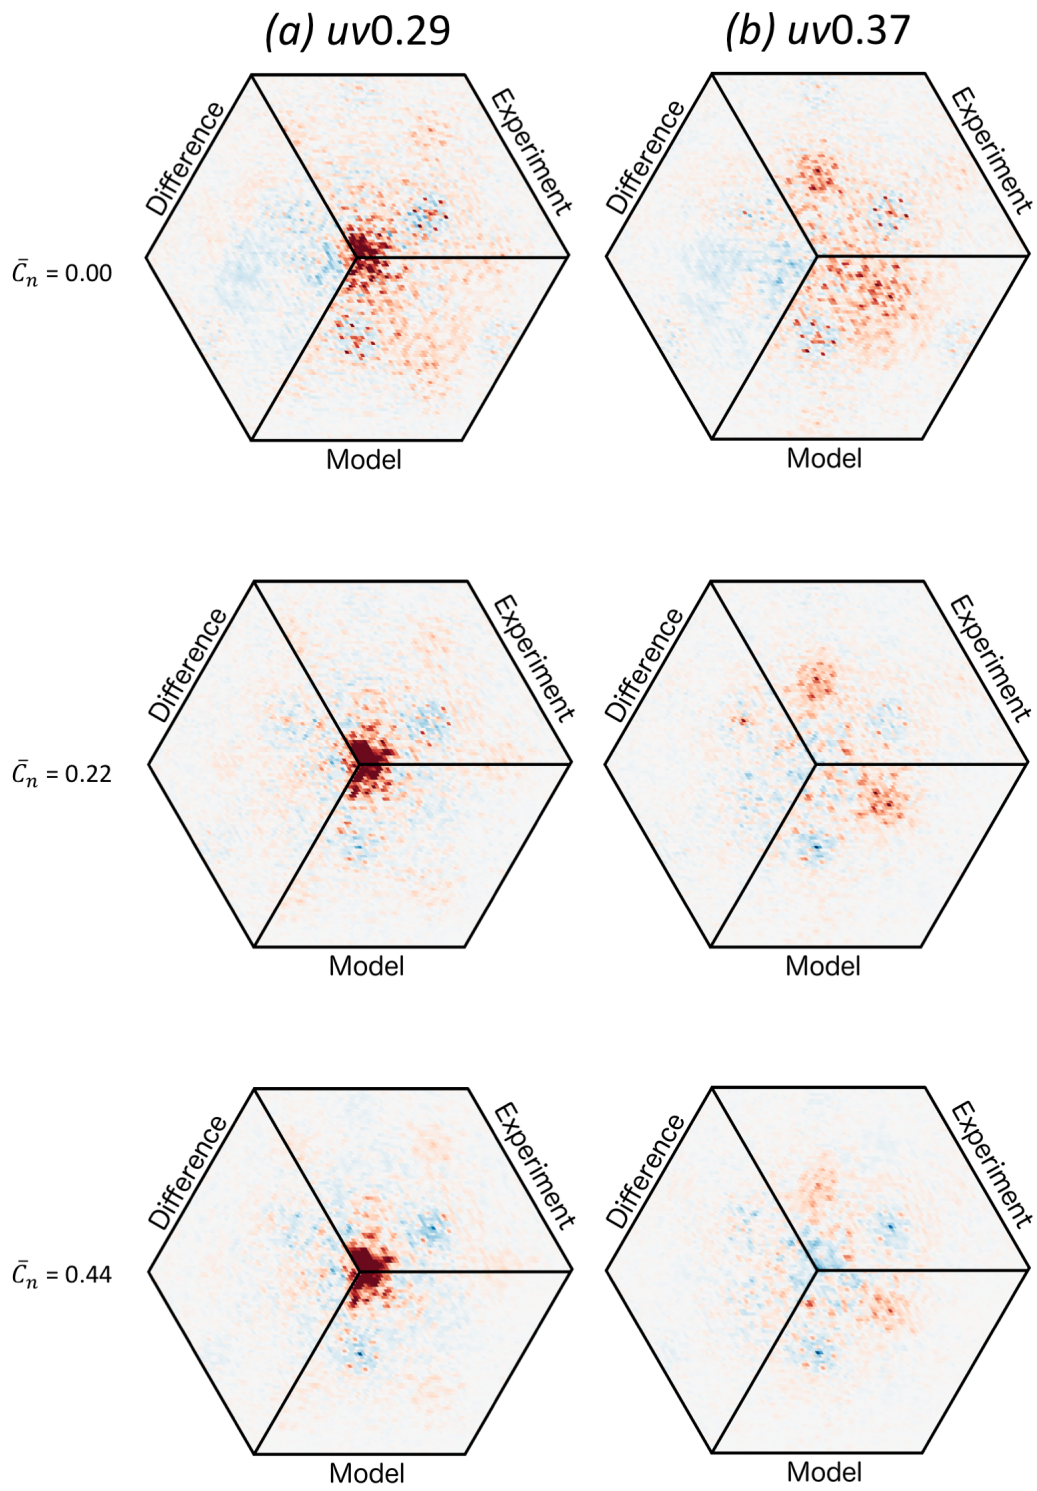 (a) uv0.29
(b) uv0.37
Difference
Experiment
Difference
Experiment
C̄n = 0.00
Model
Model
Difference
Experiment
Difference
Experiment
C̄n = 0.22
Model
Model
Difference
Experiment
Difference
Experiment
C̄n = 0.44
Model
Model